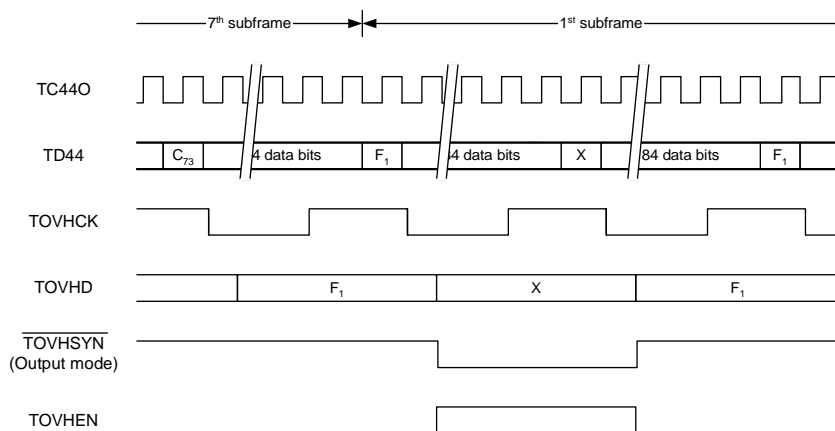 7th subframe
1st subframe
TC44O
TD44
C73
4 data bits
F1
84 data bits
X
84 data bits
F1
TOVHCK
TOVHD
F1
X
F1
TOVHSYN
(Output mode)
TOVHEN